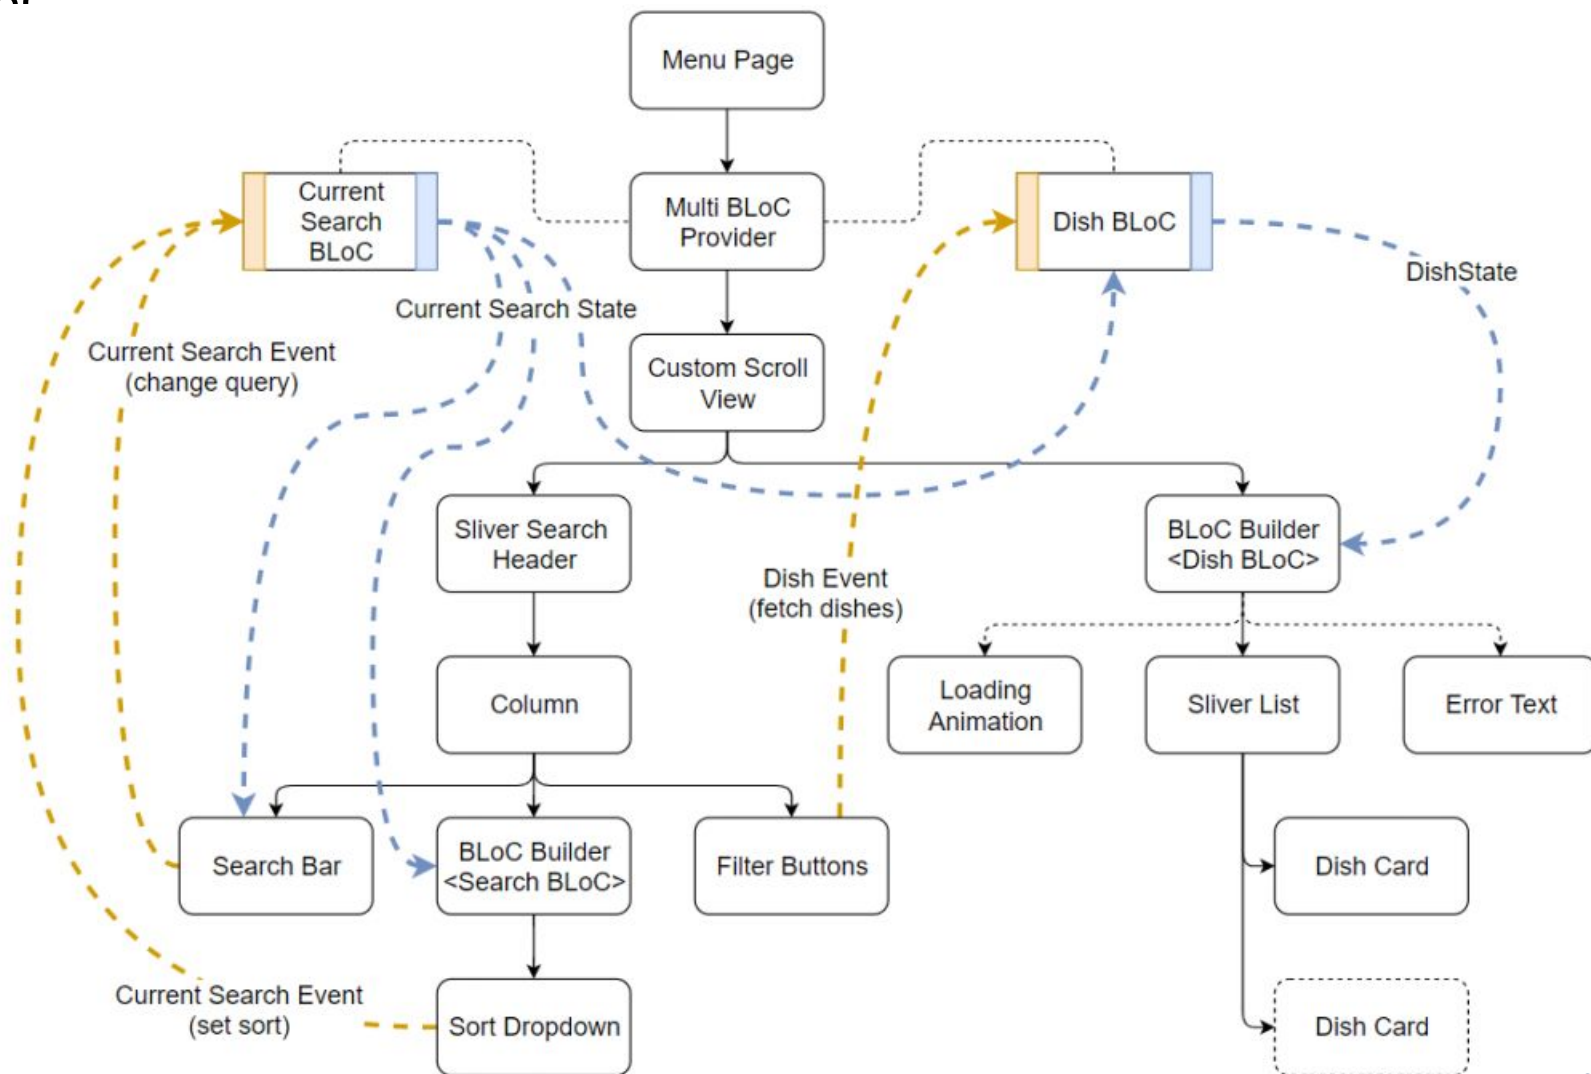 Menu Page
Current
Search
BLoC
Multi BLoC
Provider
Dish BLoC
DishState
Current Search State
Current Search Event
(change query)
Custom Scroll
View
Sliver Search
Header
BLoC Builder
<Dish BLoC>
Dish Event
(fetch dishes)
Column
Loading
Animation
Sliver List
Error Text
Search Bar
BLoC Builder
<Search BLoC>
Filter Buttons
Dish Card
Current Search Event
(set sort)
Sort Dropdown
Dish Card